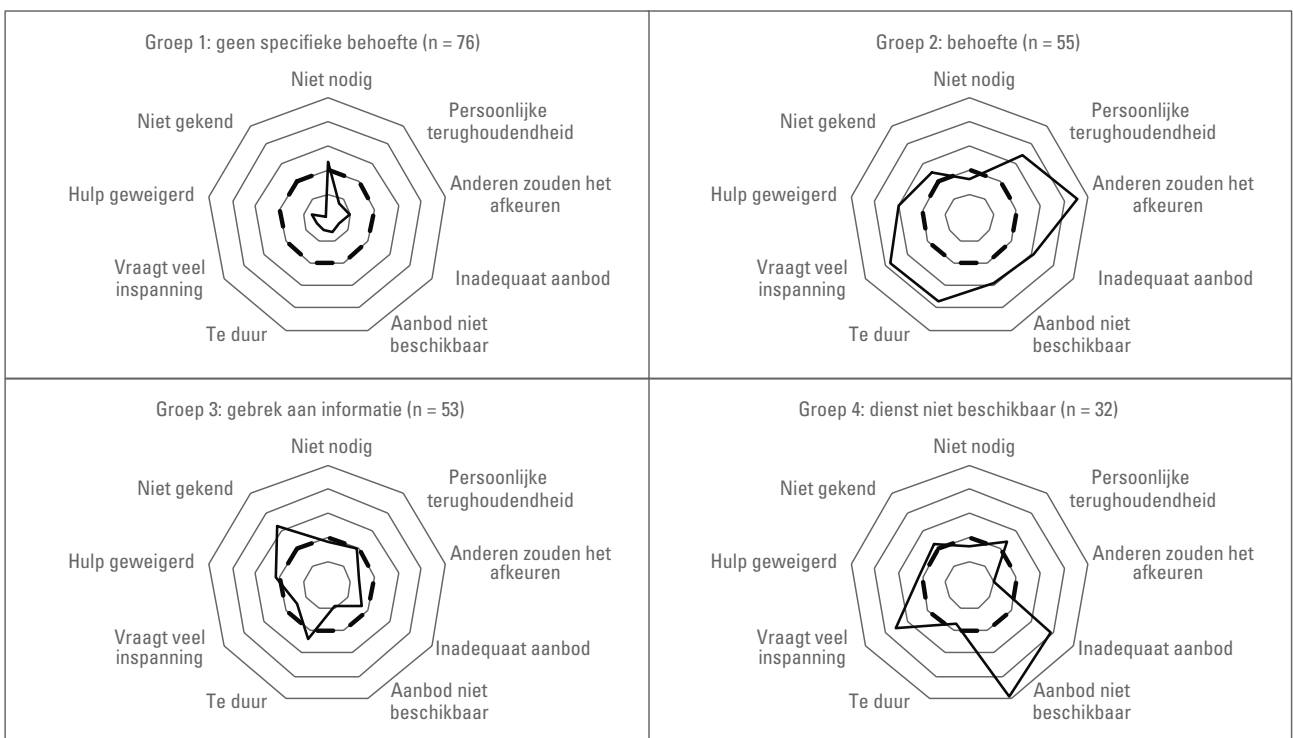 Groep 1: geen specifieke behoefte (n = 76)
Niet nodig
Persoonlijke
terughoudendheid
Anderen zouden het
afkeuren
Inadequaat aanbod
Aanbod niet
beschikbaar
Te duur
Vraagt veel
inspanning
Hulp geweigerd
Niet gekend
Groep 2: behoefte (n = 55)
Niet nodig
Persoonlijke
terughoudendheid
Anderen zouden het
afkeuren
Inadequaat aanbod
Aanbod niet
beschikbaar
Te duur
Vraagt veel
inspanning
Hulp geweigerd
Niet gekend
Groep 3: gebrek aan informatie (n = 53)
Niet nodig
Persoonlijke
terughoudendheid
Anderen zouden het
afkeuren
Inadequaat aanbod
Aanbod niet
beschikbaar
Te duur
Vraagt veel
inspanning
Hulp geweigerd
Niet gekend
Groep 4: dienst niet beschikbaar (n = 32)
Niet nodig
Persoonlijke
terughoudendheid
Anderen zouden het
afkeuren
Inadequaat aanbod
Aanbod niet
beschikbaar
Te duur
Vraagt veel
inspanning
Hulp geweigerd
Niet gekend